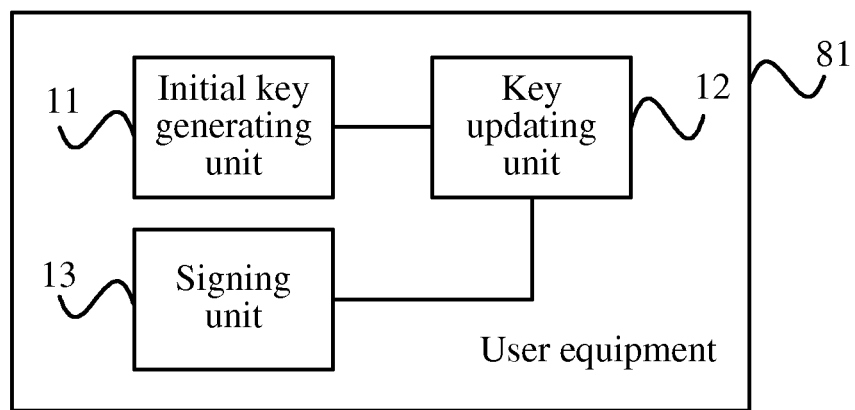 81
11
Initial key
generating
unit
Key
updating
unit
12
13
Signing
unit
User equipment